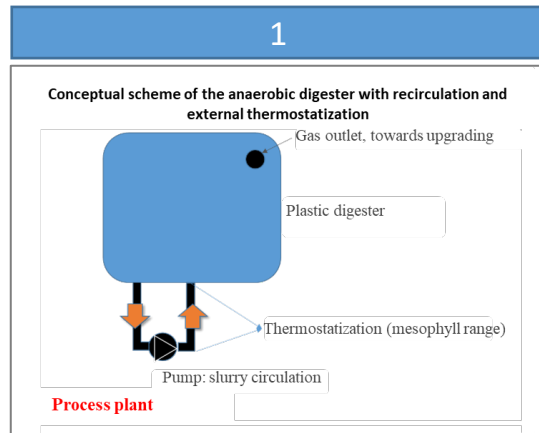 1
Conceptual scheme of the anaerobic digester with recirculation and
external thermostatization
Gas outlet, towards upgrading
Plastic digester
Thermostatization (mesophyll range)
Pump: slurry circulation
Process plant